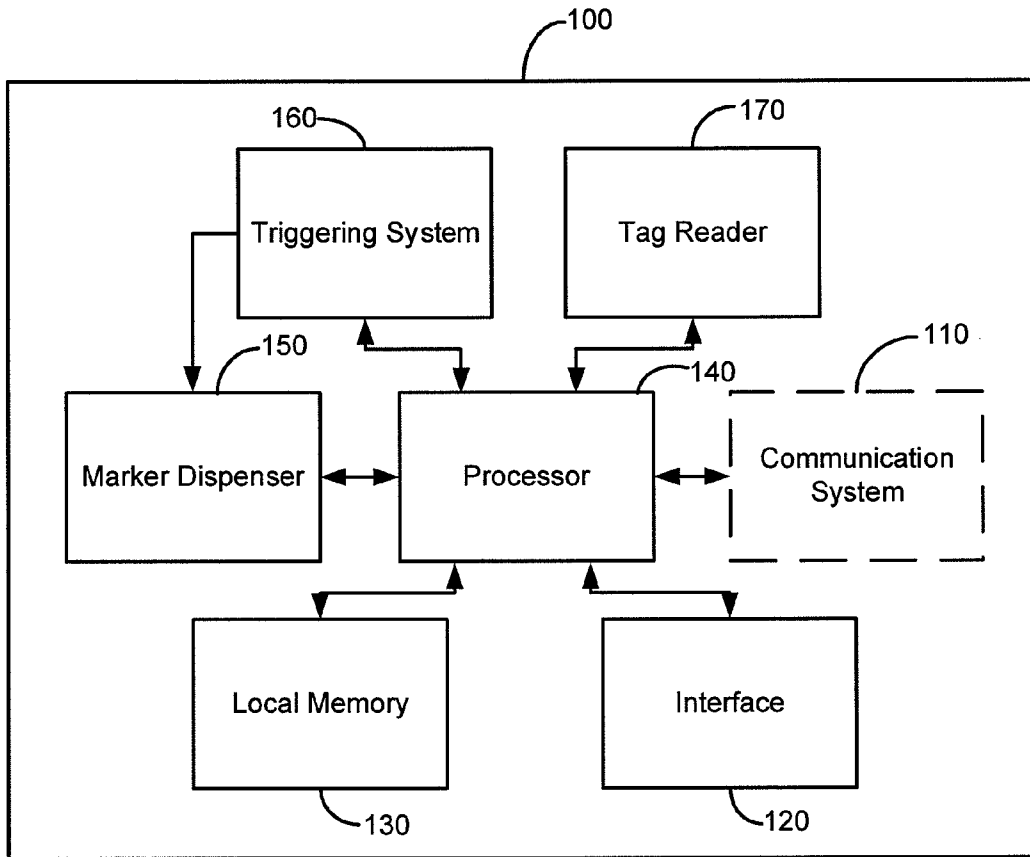 100
160
170
Triggering System
Tag Reader
150
140
110
Marker Dispenser
Processor
Communication
System
Local Memory
Interface
130
120